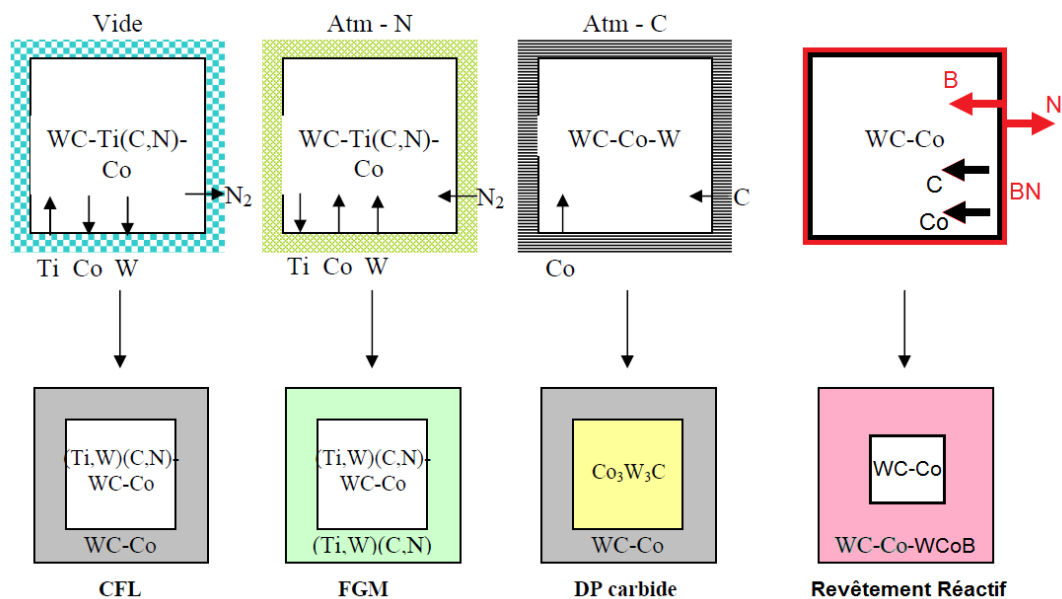 Vide
Atm - N
Atm - C
WC-Ti(C,N)-
Co
N₂
Ti Co W
WC-Ti(C,N)-
Co
N₂
Ti Co W
WC-Co-W
C
Co
B
N
WC-Co
C
Co
BN
(Ti,W)(C,N)-
WC-Co
WC-Co
CFL
(Ti,W)(C,N)-
WC-Co
(Ti,W)(C,N)
FGM
Co₃W₃C
WC-Co
DP carbide
WC-Co
WC-Co-WCoB
Revêtement Réactif